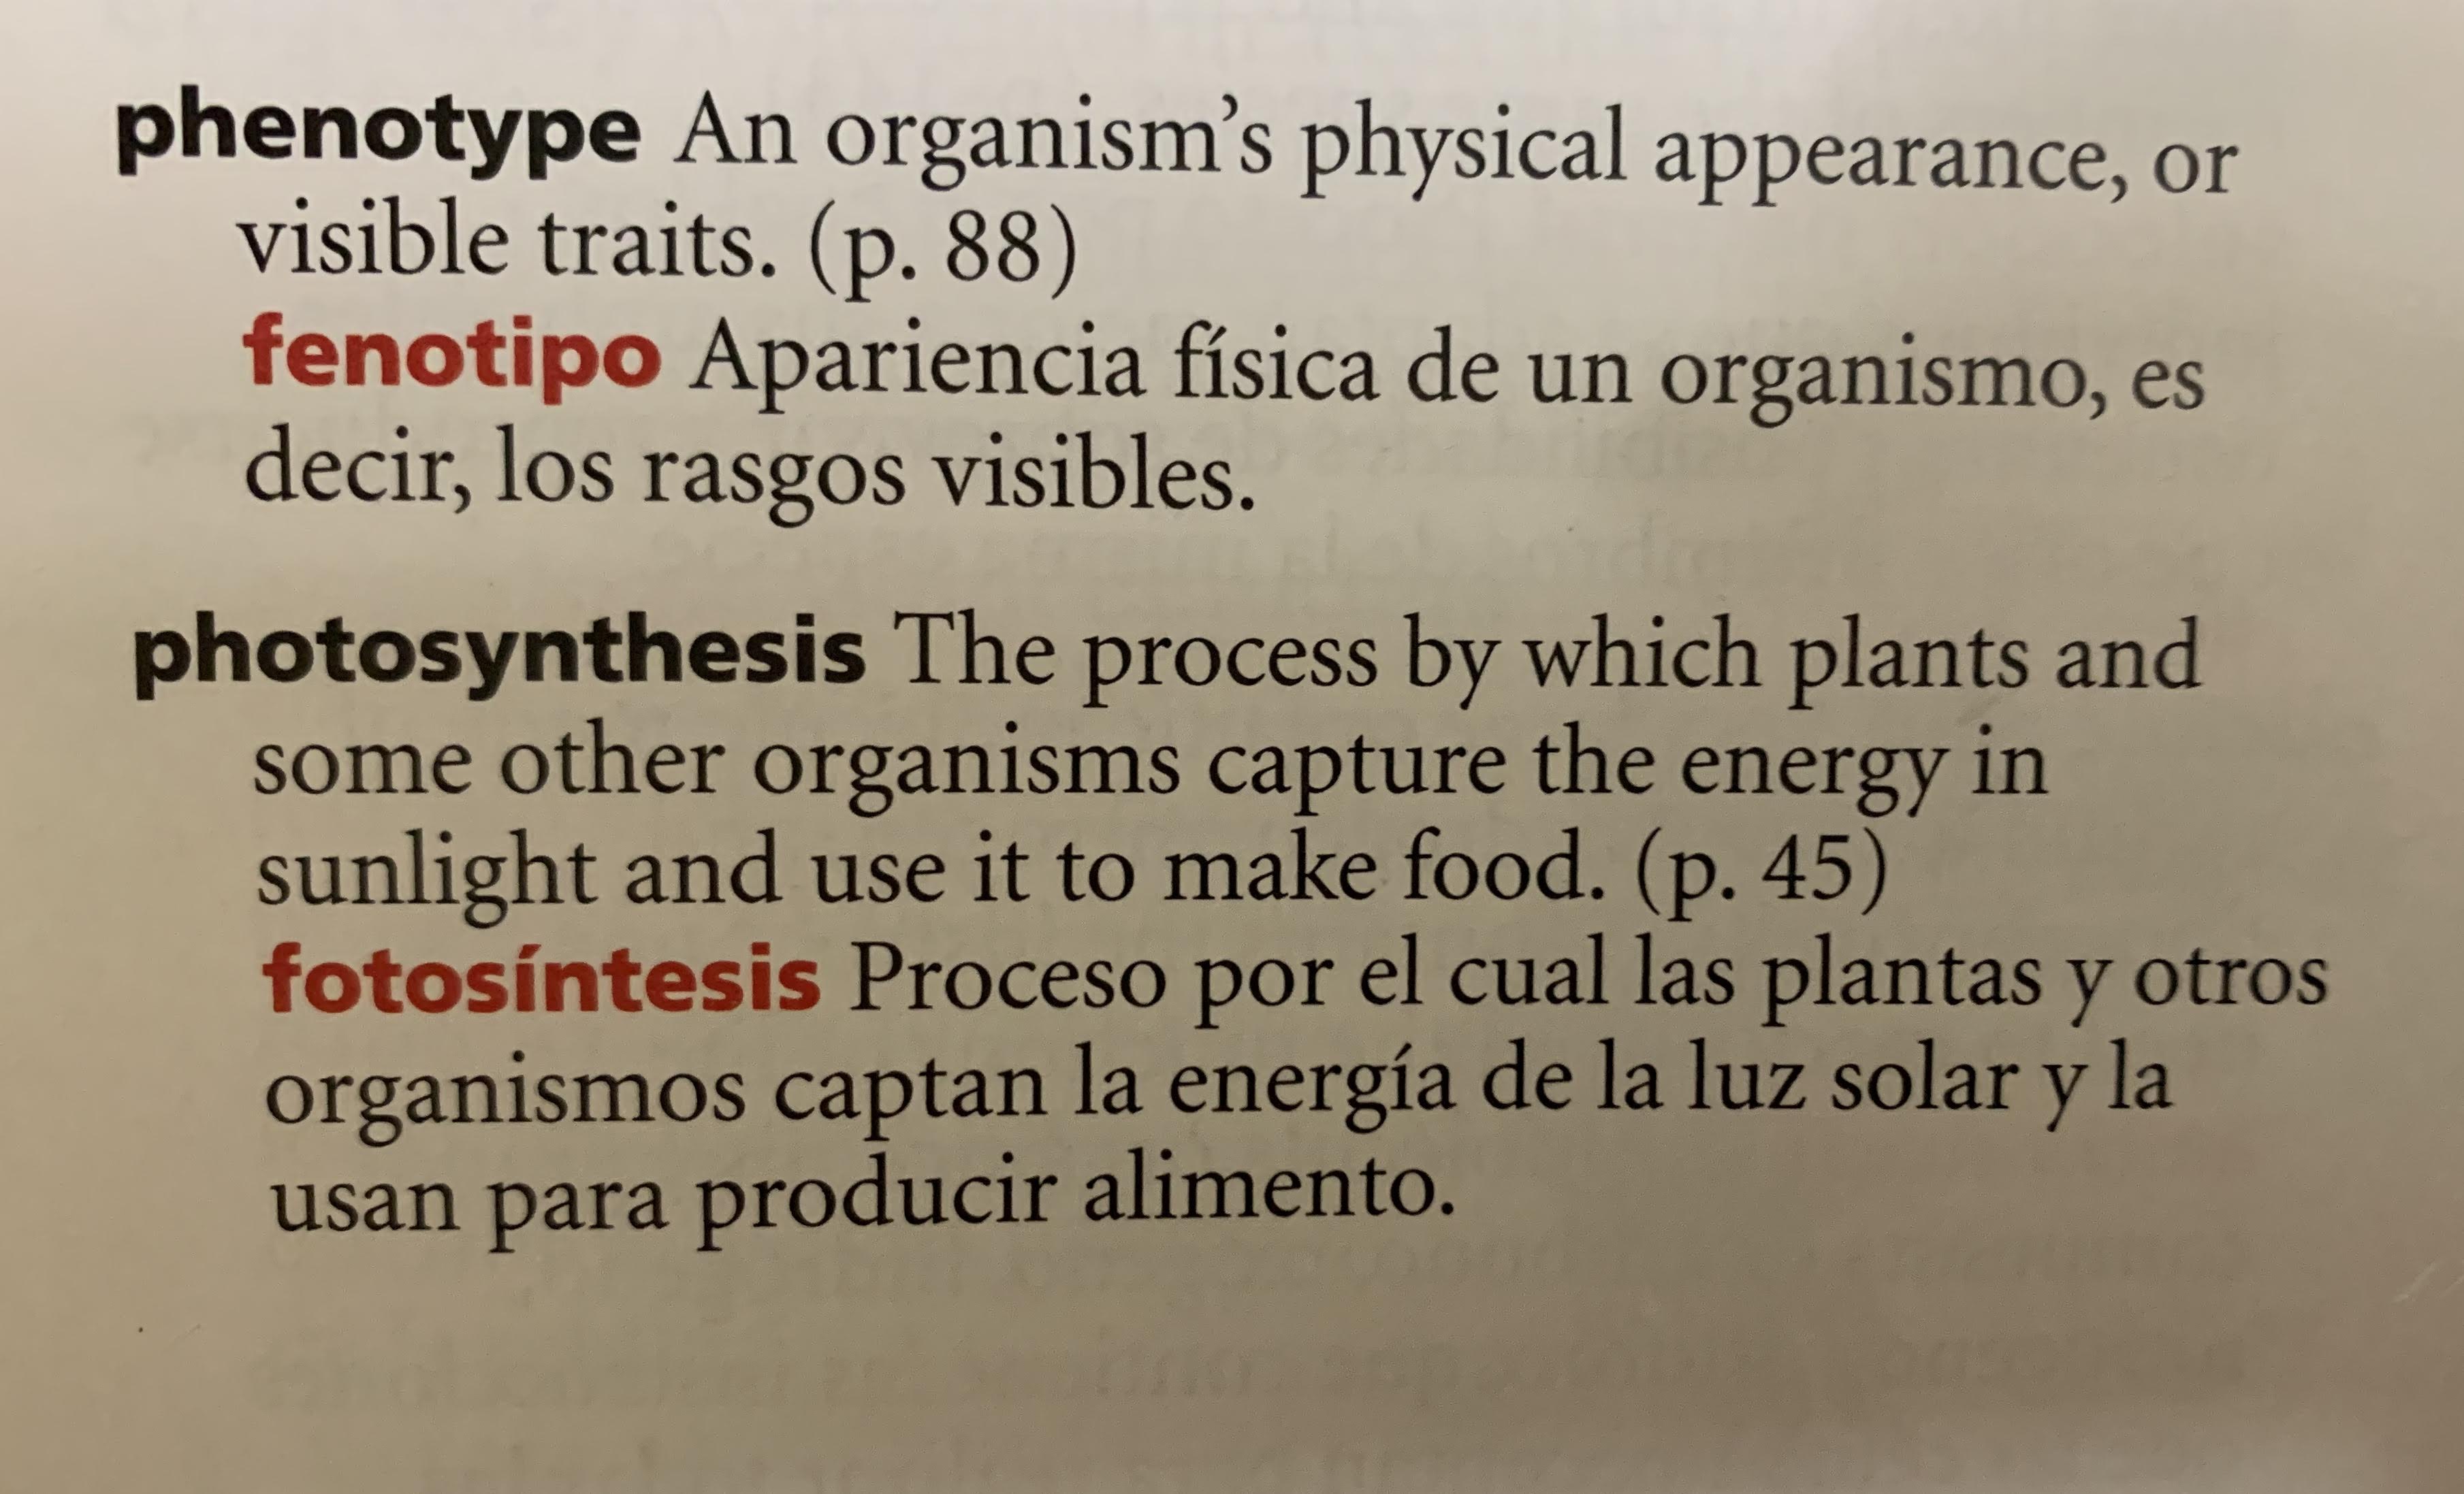 phenotype An organism’s physical appearance, or
visible traits. (p. 88)
fenotipo Apariencia física de un organismo, es
decir, los rasgos visibles.
photosynthesis The process by which plants and
some other organisms capture the energy in
sunlight and use it to make food. (p. 45)
fotosíntesis Proceso por el cual las plantas y otros
organismos captan la energía de la luz solar y la
usan para producir alimento.